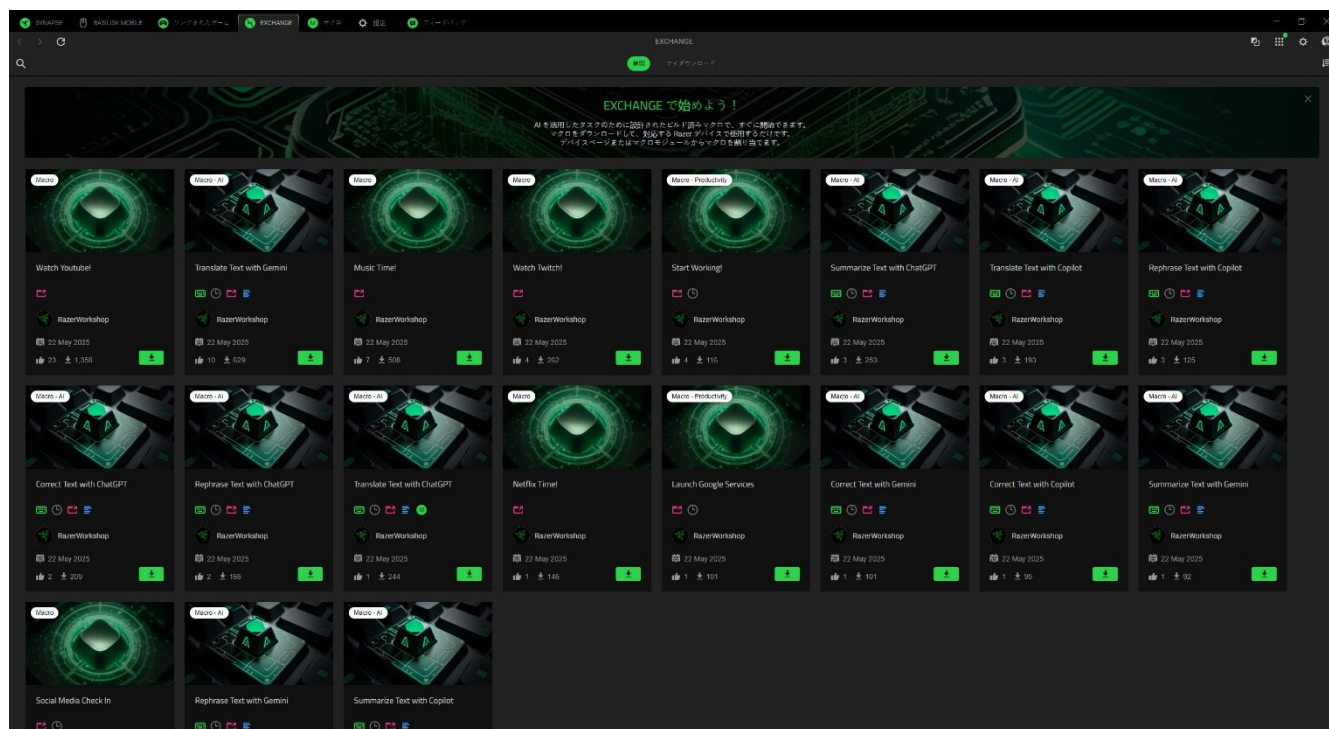 SYNAPSE BASILISK MOBILE リンクされたゲーム EXCHANGE マクロ 設定 フィードバック
EXCHANGE
マイダウンロード
EXCHANGE で始めよう！
AI を活用したタスクのために設計されたビルド済みマクロで、すぐに開始できます。
マクロをダウンロードして、対応する Razer デバイスで使用するだけです。
デバイスページまたはマクロモジュールからマクロを割り当てます。
Macro Macro - AI Macro Macro Macro - Productivity Macro - AI Macro - AI Macro - AI
Watch Youtube! Translate Text with Gemini Music Time! Watch Twitch! Start Working! Summarize Text with ChatGPT Translate Text with Copilot Rephrase Text with Copilot
RazerWorkshop RazerWorkshop RazerWorkshop RazerWorkshop RazerWorkshop RazerWorkshop RazerWorkshop RazerWorkshop
22 May 2025 22 May 2025 22 May 2025 22 May 2025 22 May 2025 22 May 2025 22 May 2025 22 May 2025
23 1,358 10 629 7 506 4 262 4 116 3 253 3 193 3 125
Macro - AI Macro - AI Macro - AI Macro Macro - Productivity Macro - AI Macro - AI Macro - AI
Correct Text with ChatGPT Rephrase Text with ChatGPT Translate Text with ChatGPT Netflix Time! Launch Google Services Correct Text with Gemini Correct Text with Copilot Summarize Text with Gemini
RazerWorkshop RazerWorkshop RazerWorkshop RazerWorkshop RazerWorkshop RazerWorkshop RazerWorkshop RazerWorkshop
22 May 2025 22 May 2025 22 May 2025 22 May 2025 22 May 2025 22 May 2025 22 May 2025 22 May 2025
2 209 2 1 244 1 146 1 101 1 101 1 95 1 92
Macro Macro - AI Macro - AI
Social Media Check In Rephrase Text with Gemini Summarize Text with Copilot